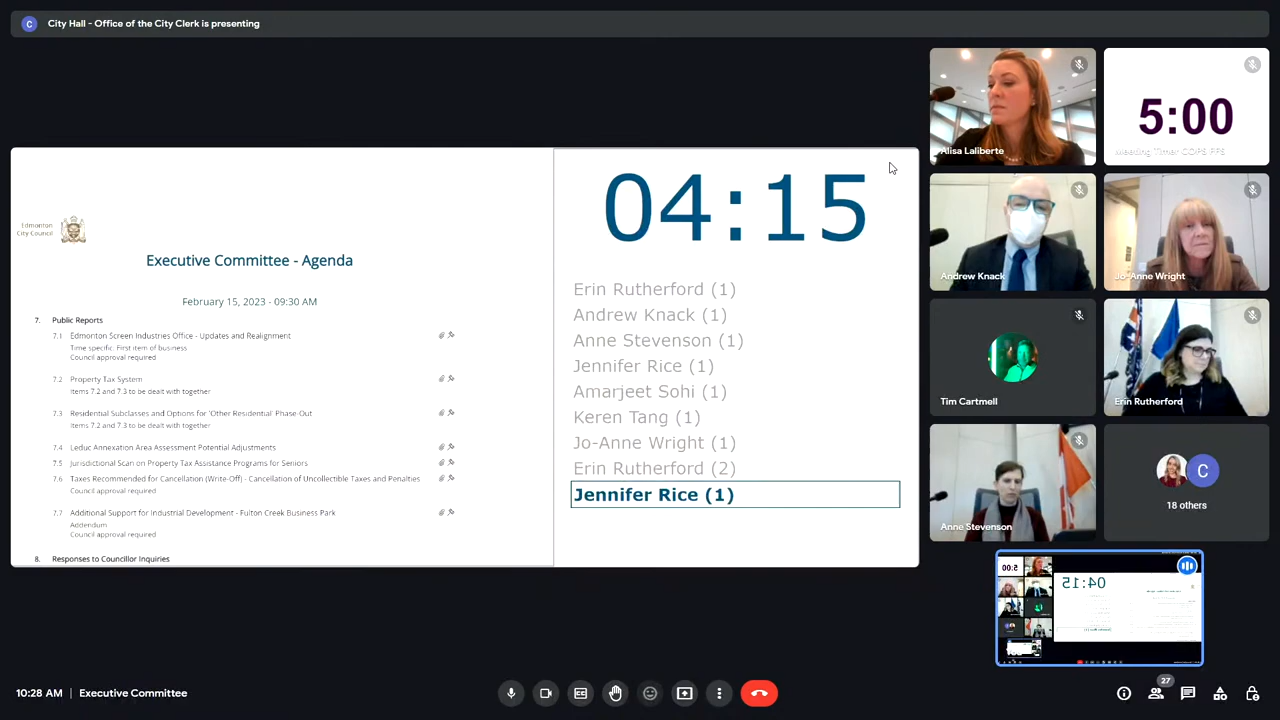 City Hall - Office of the City Clerk is presenting
Edmonton
City Council
Executive Committee - Agenda
February 15, 2023 - 09:30 AM
7. Public Reports
7.1 Edmonton Screen Industries Office - Updates and Realignment
Time specific: First item of business
Council approval required
7.2 Property Tax System
Items 7.2 and 7.3 to be dealt with together
7.3 Residential Subclasses and Options for 'Other Residential' Phase-Out
Items 7.2 and 7.3 to be dealt with together
7.4 Leduc Annexation Area Assessment Potential Adjustments
7.5 Jurisdictional Scan on Property Tax Assistance Programs for Seniors
7.6 Taxes Recommended for Cancellation (Write-Off) - Cancellation of Uncollectible Taxes and Penalties
Council approval required
7.7 Additional Support for Industrial Development - Fulton Creek Business Park
Addendum
Council approval required
8. Responses to Councillor Inquiries
04:15
Erin Rutherford (1)
Andrew Knack (1)
Anne Stevenson (1)
Jennifer Rice (1)
Amarjeet Sohi (1)
Keren Tang (1)
Jo-Anne Wright (1)
Erin Rutherford (2)
Jennifer Rice (1)
Alisa Laliberte
5:00
Meeting Timer COPS FPS
Andrew Knack
Jo-Anne Wright
Tim Cartmell
Erin Rutherford
Anne Stevenson
C
18 others
5:00
04:15
10:28 AM | Executive Committee
27